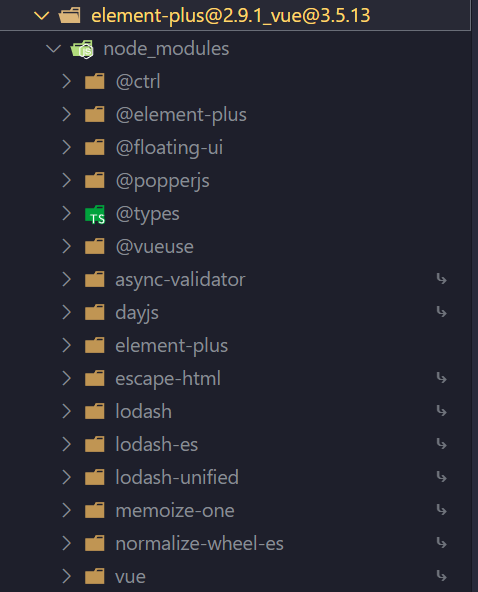 element-plus@2.9.1_vue@3.5.13
node_modules
@ctrl
@element-plus
@floating-ui
@popperjs
TS @types
@vueuse
async-validator
dayjs
element-plus
escape-html
lodash
lodash-es
lodash-unified
memoize-one
normalize-wheel-es
vue